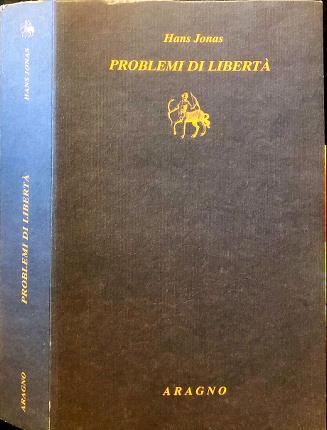 Hans Jonas
PROBLEMI DI LIBERTÀ
ARAGNO
HANS JONAS
PROBLEMI DI LIBERTÀ
ARAGNO